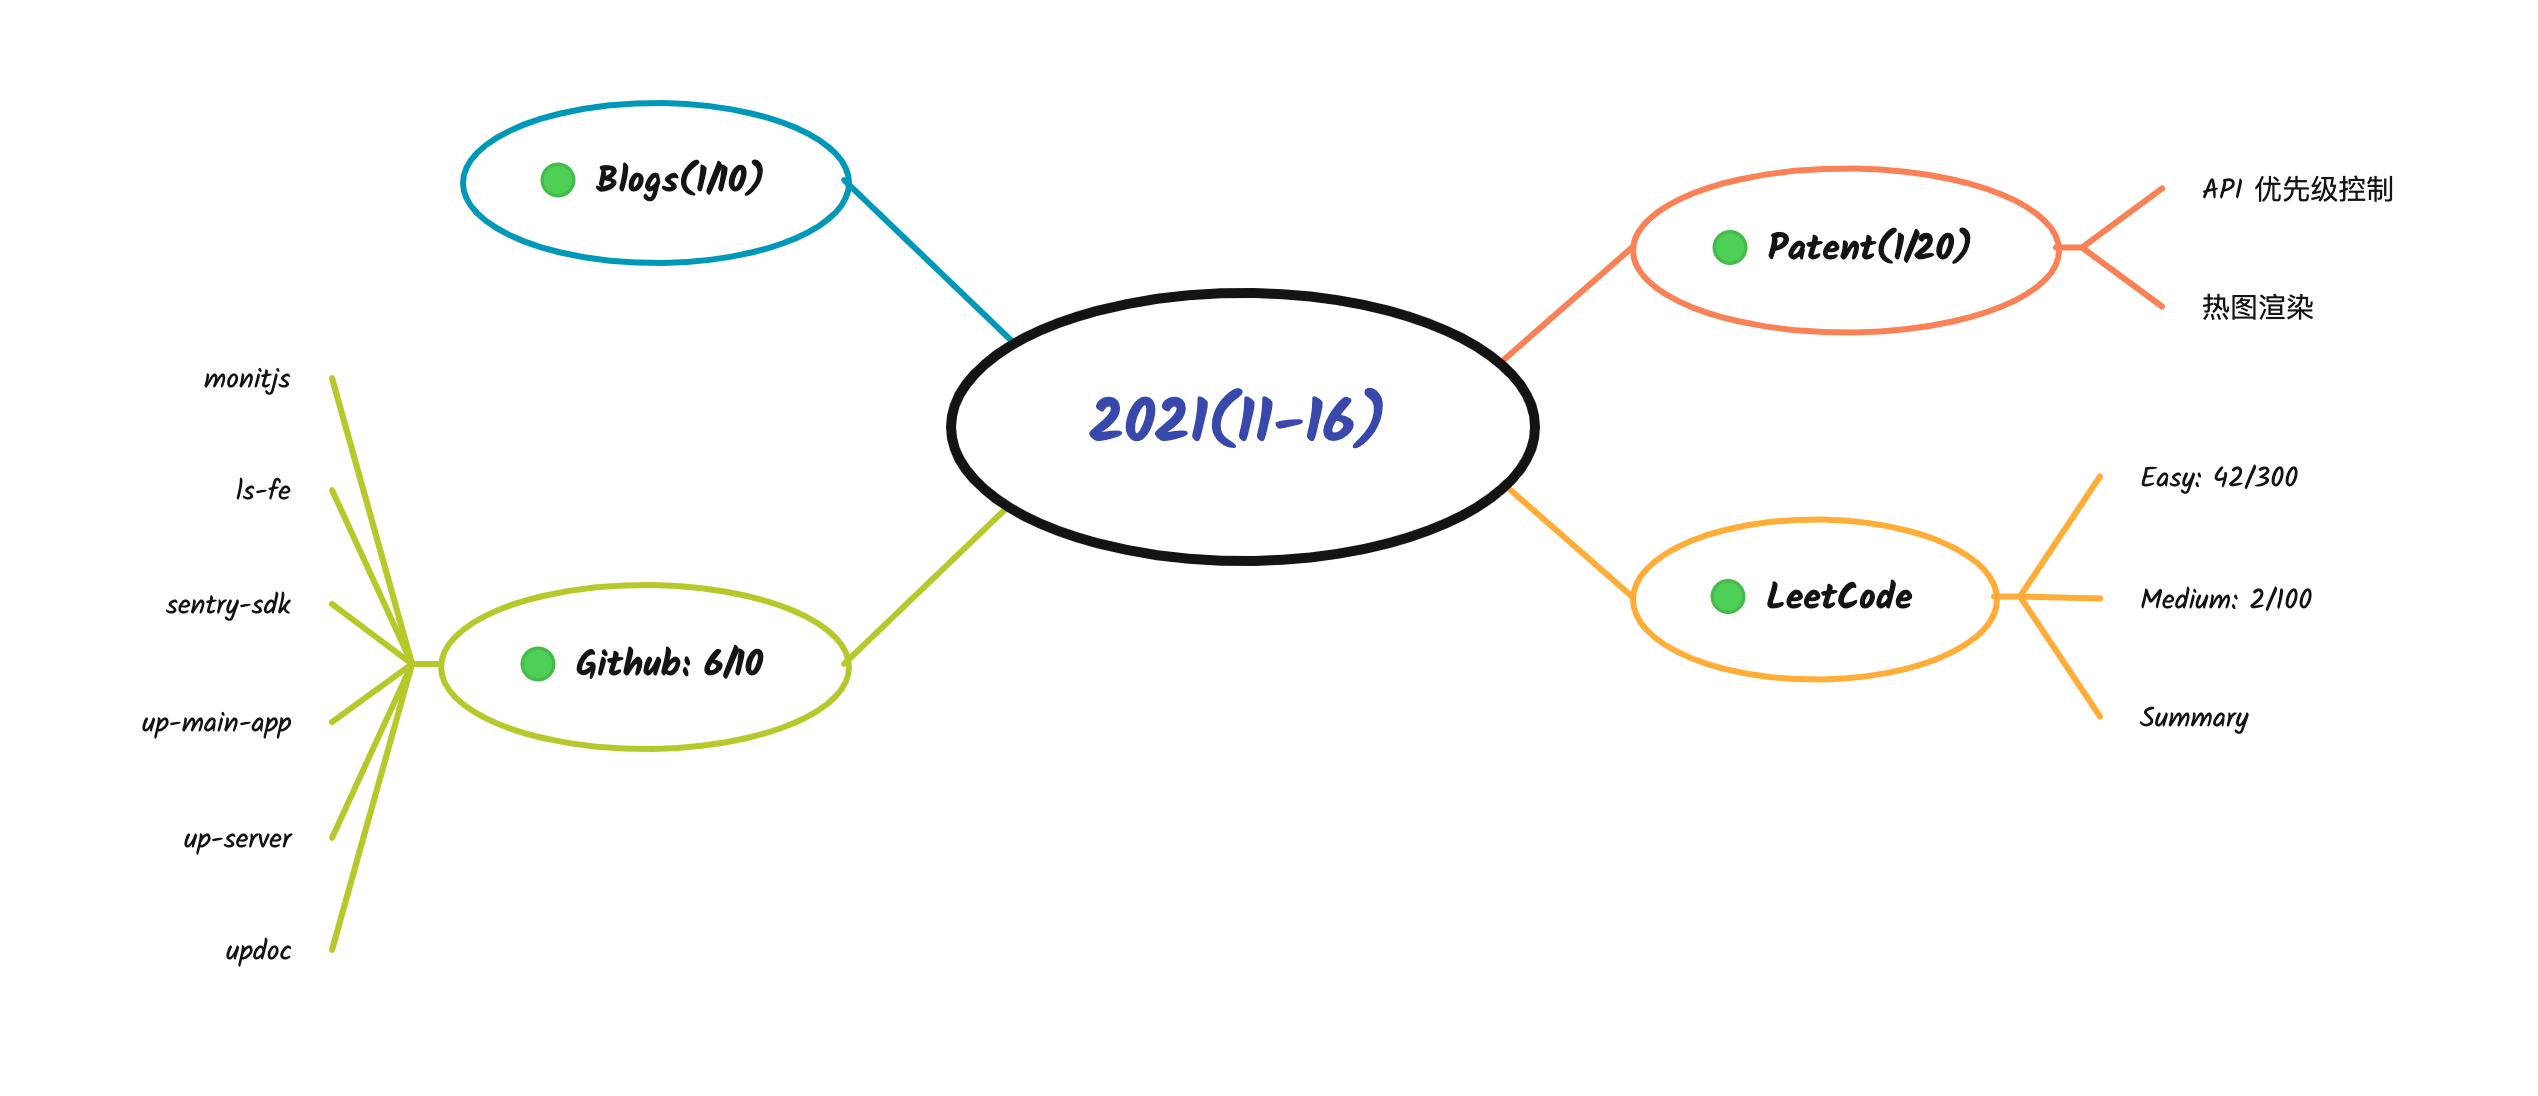 2021(11-16)
Blogs(1/10)
Github: 6/10
monitjs
ls-fe
sentry-sdk
up-main-app
up-server
updoc
Patent(1/20)
API 优先级控制
热图渲染
LeetCode
Easy: 42/300
Medium: 2/100
Summary